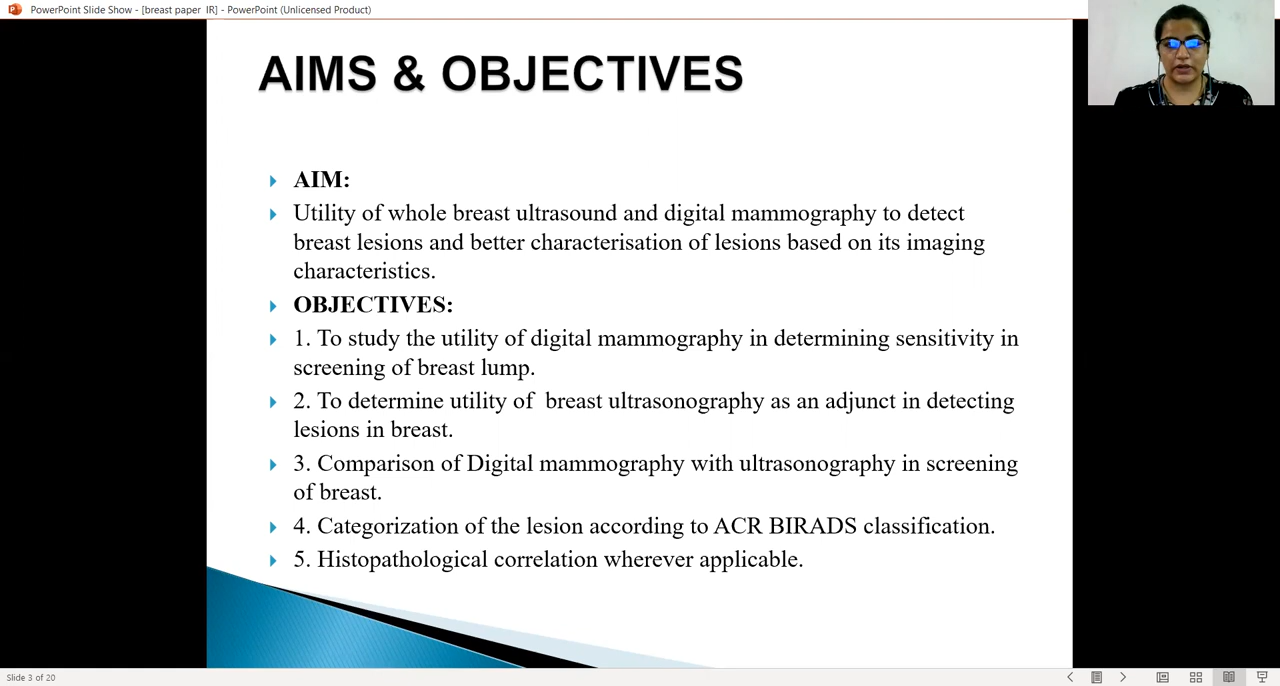 PowerPoint Slide Show - [breast paper IR] - PowerPoint (Unlicensed Product)
AIMS & OBJECTIVES
AIM:
Utility of whole breast ultrasound and digital mammography to detect
breast lesions and better characterisation of lesions based on its imaging
characteristics.
OBJECTIVES:
1. To study the utility of digital mammography in determining sensitivity in
screening of breast lump.
2. To determine utility of breast ultrasonography as an adjunct in detecting
lesions in breast.
3. Comparison of Digital mammography with ultrasonography in screening
of breast.
4. Categorization of the lesion according to ACR BIRADS classification.
5. Histopathological correlation wherever applicable.
Slide 3 of 20